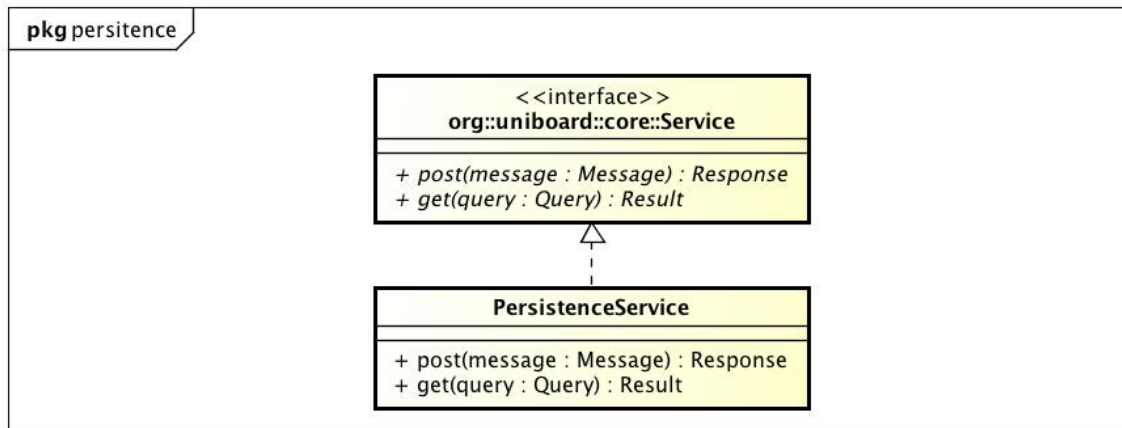 pkg persitence
<<interface>>
org::uniboard::core::Service
+ post(message : Message) : Response
+ get(query : Query) : Result
PersistenceService
+ post(message : Message) : Response
+ get(query : Query) : Result